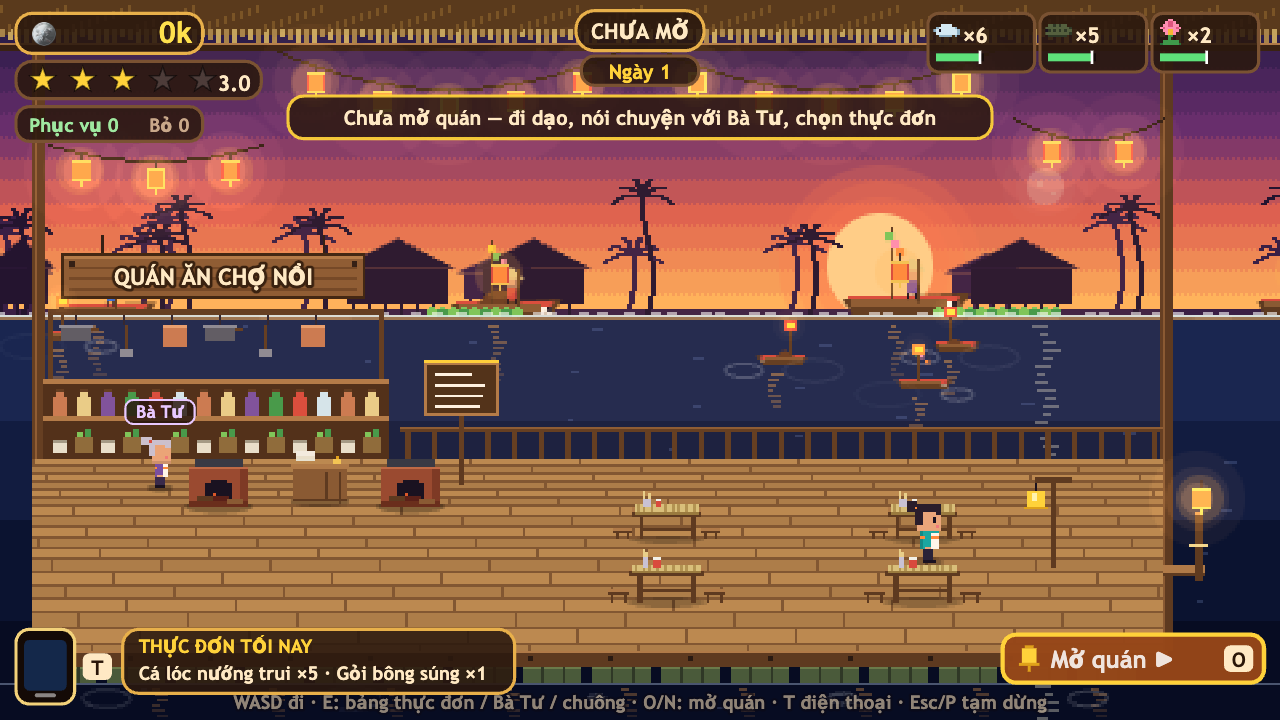 0k
CHƯA MỞ
×6
×5
×2
Ngày 1
3.0
Phục vụ 0
Bỏ 0
Chưa mở quán — đi dạo, nói chuyện với Bà Tư, chọn thực đơn
QUÁN ĂN CHỢ NỔI
Bà Tư
T
THỰC ĐƠN TỐI NAY
Cá lóc nướng trui ×5 · Gỏi bông súng ×1
Mở quán
O
WASD đi · E: bảng thực đơn / Bà Tư / chuông · O/N: mở quán · T điện thoại · Esc/P tạm dừng